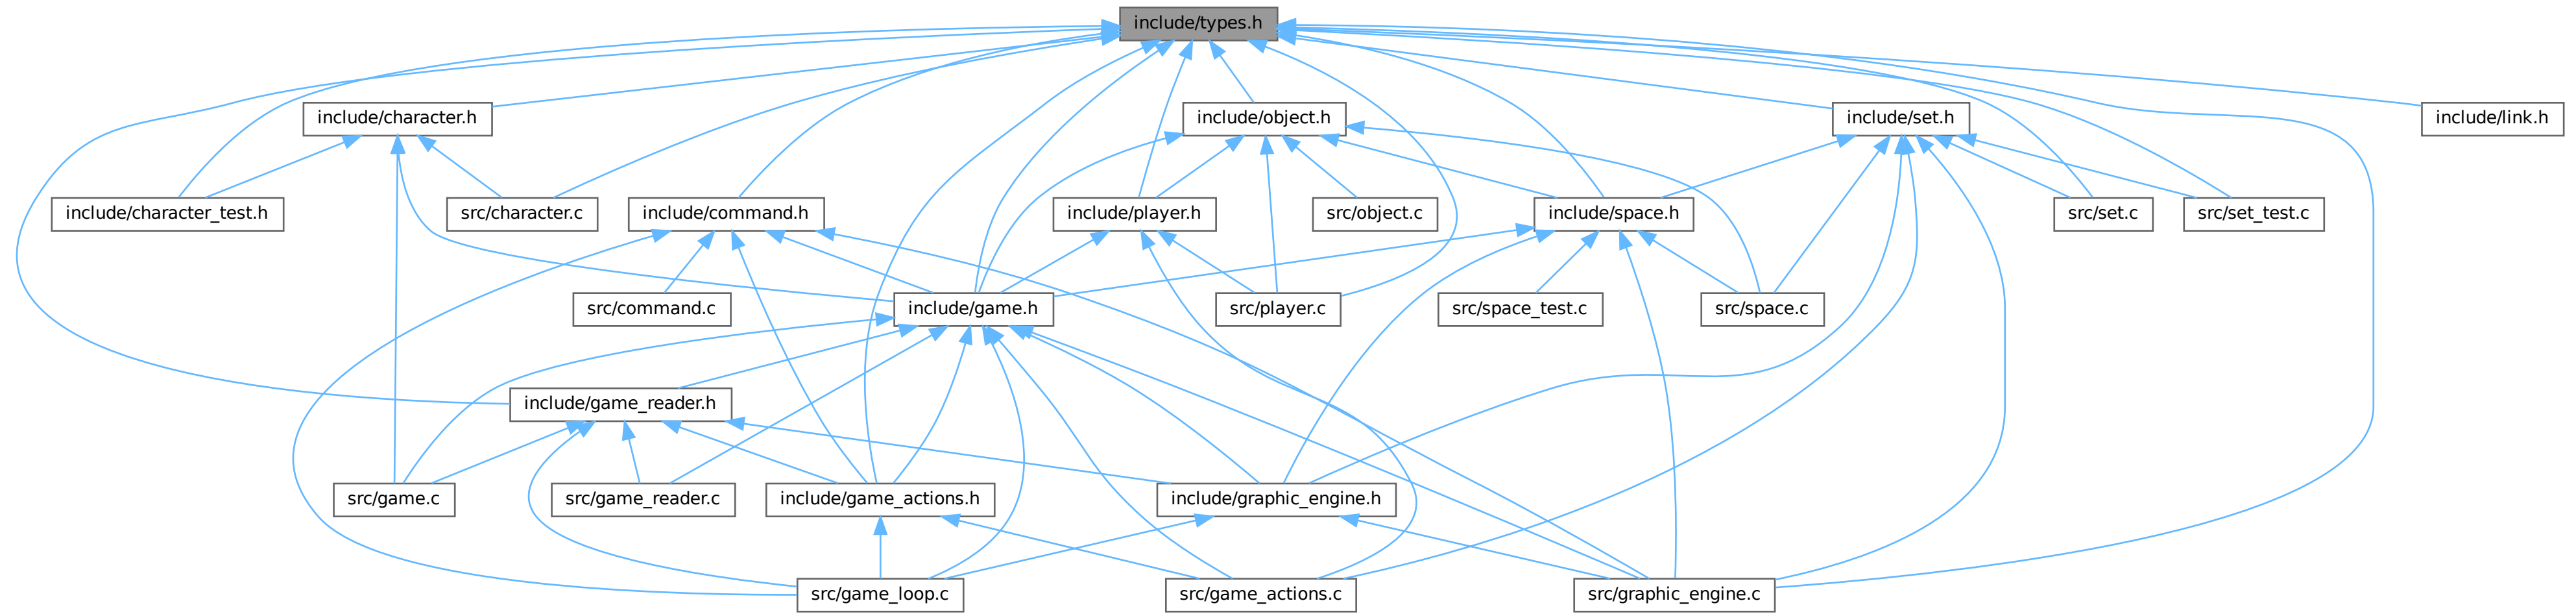 include/types.h
include/character.h
include/object.h
include/set.h
include/link.h
include/character_test.h
src/character.c
include/command.h
include/player.h
src/object.c
include/space.h
src/set.c
src/set_test.c
src/command.c
include/game.h
src/player.c
src/space_test.c
src/space.c
include/game_reader.h
src/game.c
src/game_reader.c
include/game_actions.h
include/graphic_engine.h
src/game_loop.c
src/game_actions.c
src/graphic_engine.c